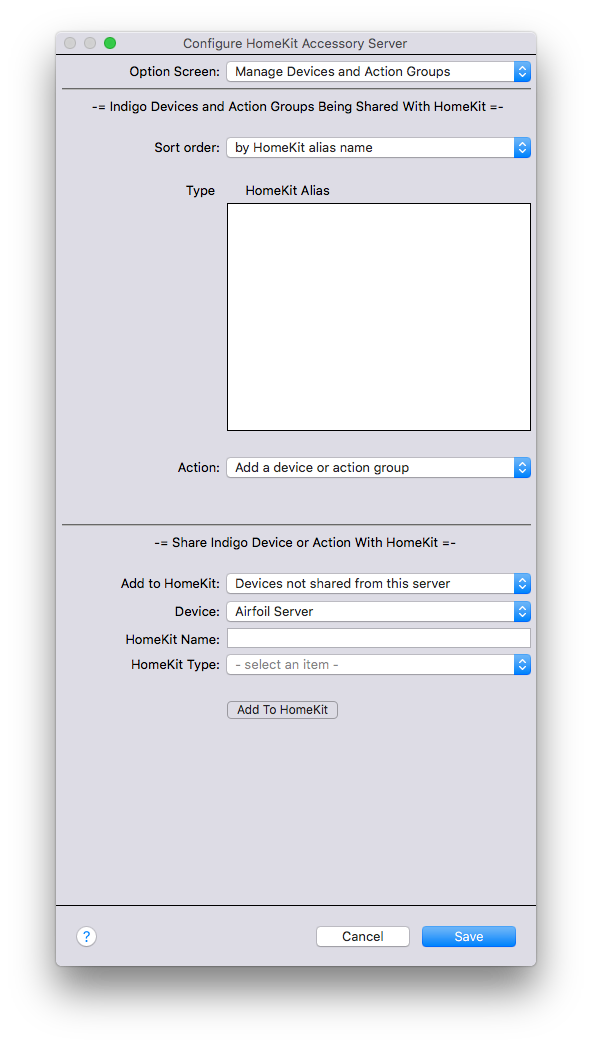 Configure HomeKit Accessory Server
Option Screen: Manage Devices and Action Groups
-= Indigo Devices and Action Groups Being Shared With HomeKit =-
Sort order: by HomeKit alias name
Type HomeKit Alias
Action: Add a device or action group
-= Share Indigo Device or Action With HomeKit =-
Add to HomeKit: Devices not shared from this server
Device: Airfoil Server
HomeKit Name:
HomeKit Type: - select an item -
Add To HomeKit
? Cancel Save